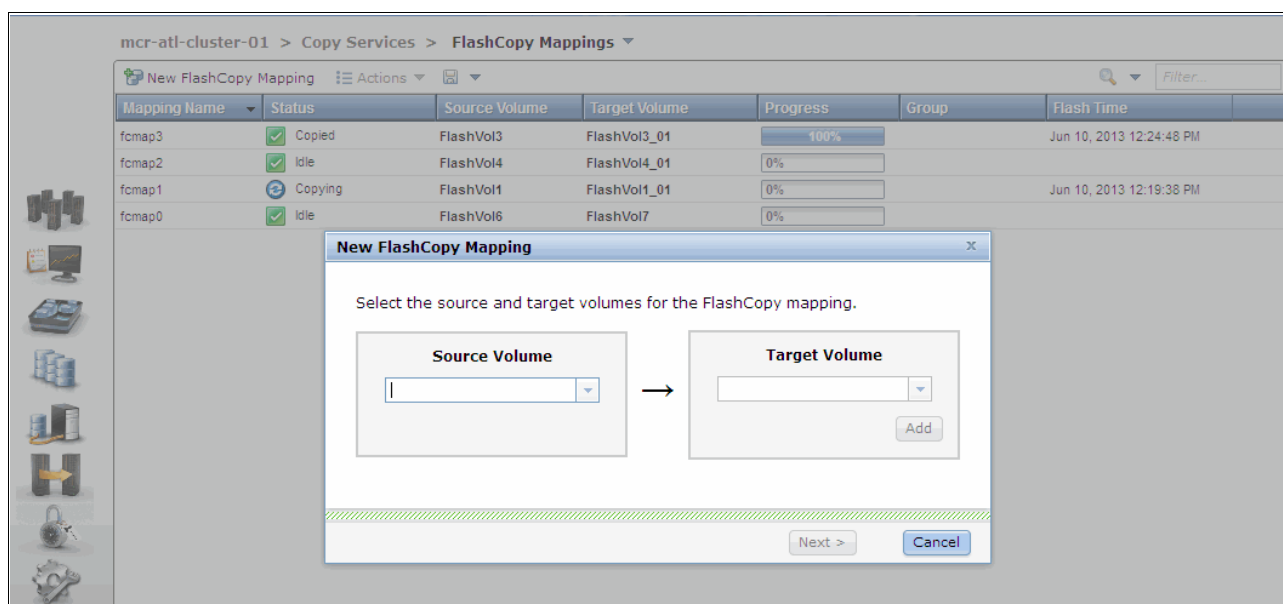 mcr-atl-cluster-01 > Copy Services > FlashCopy Mappings
New FlashCopy Mapping Actions Filter...
Mapping Name Status Source Volume Target Volume Progress Group Flash Time
fcmap3 Copied FlashVol3 FlashVol3_01 100% Jun 10, 2013 12:24:48 PM
fcmap2 Idle FlashVol4 FlashVol4_01 0%
fcmap1 Copying FlashVol1 FlashVol1_01 0% Jun 10, 2013 12:19:38 PM
fcmap0 Idle FlashVol6 FlashVol7 0%
New FlashCopy Mapping x
Select the source and target volumes for the FlashCopy mapping.
Source Volume → Target Volume
Add
Next > Cancel